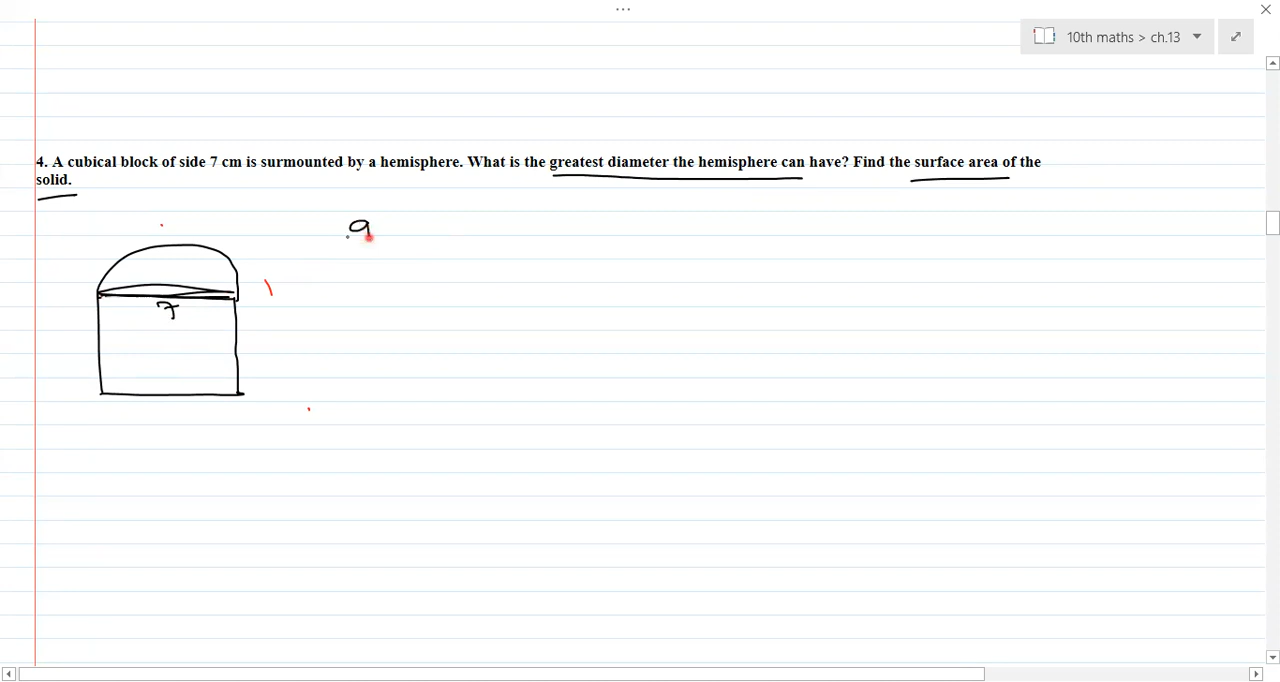 10th maths > ch.13
4. A cubical block of side 7 cm is surmounted by a hemisphere. What is the greatest diameter the hemisphere can have? Find the surface area of the
solid.
a
7